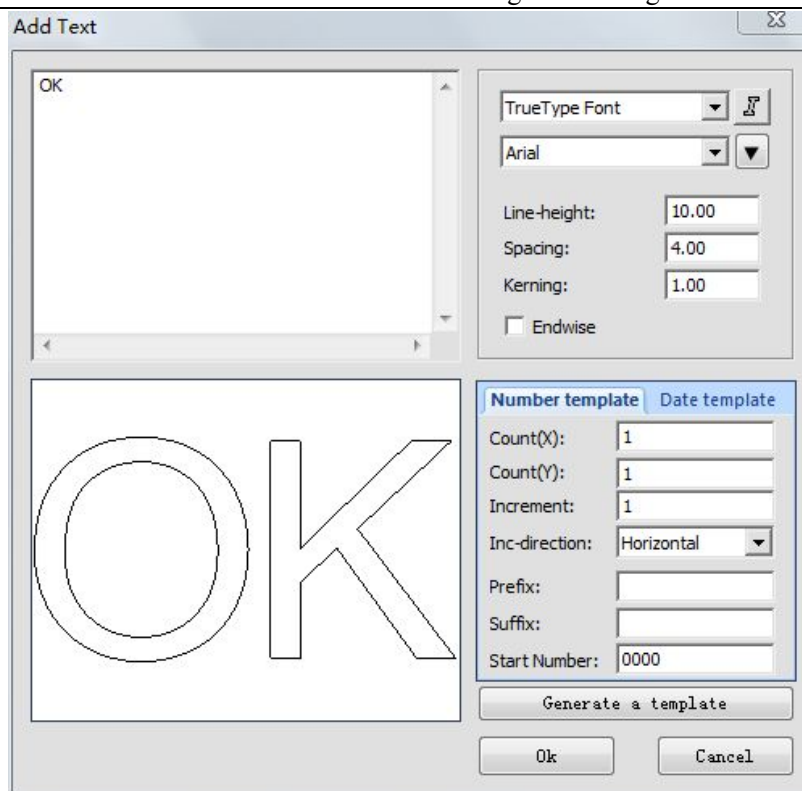 Add Text
OK
TrueType Font
Arial
Line-height: 10.00
Spacing: 4.00
Kerning: 1.00
Endwise
OK
Number template Date template
Count(X): 1
Count(Y): 1
Increment: 1
Inc-direction: Horizontal
Prefix:
Suffix:
Start Number: 0000
Generate a template
Ok Cancel